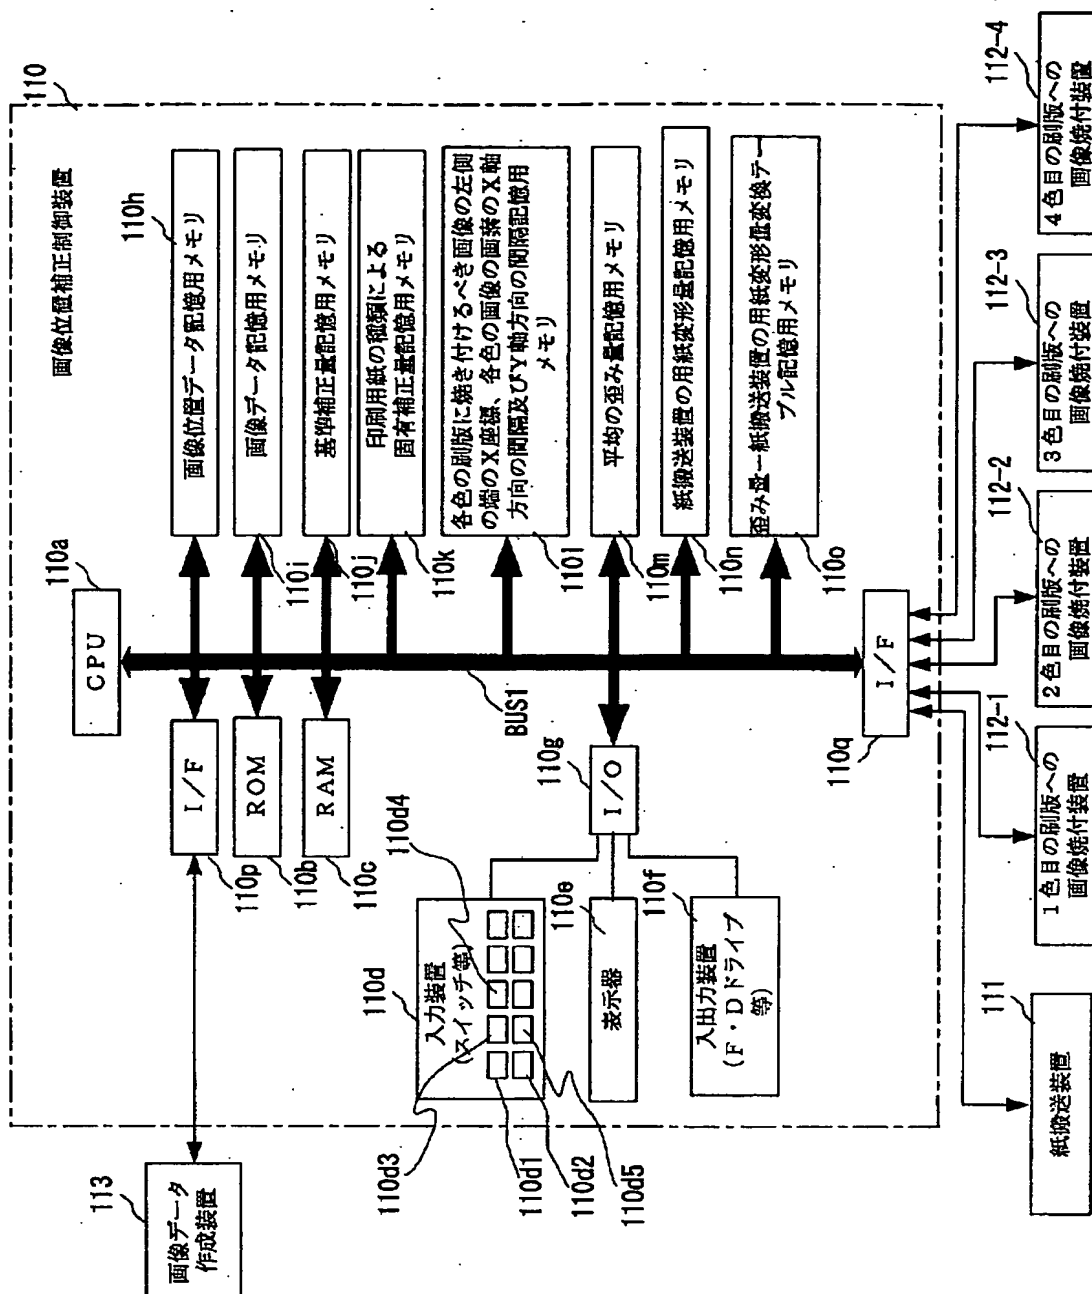 110
画像位置補正制御装置
110a
CPU
110h
画像位置データ記憶用メモリ
110i
画像データ記憶用メモリ
110j
基準補正量記憶用メモリ
110k
印刷用紙の種類による
固有補正量記憶用メモリ
110l
各色の刷版に焼き付けるべき画像の左側
の端のX座標、各色の画像の画素のX軸
方向の間隔及びY軸方向の間隔記憶用
メモリ
110m
平均の歪み量記憶用メモリ
110n
紙搬送装置の用紙変形量記憶用メモリ
110o
歪み量ー紙搬送装置の用紙変形量変換テー
ブル記憶用メモリ
BUS1
I/F
110p
ROM
110b
RAM
110c
113
画像データ
作成装置
110d
入力装置
(スイッチ等)
110d4
110d3
110d1
110d2
110d5
110g
I/O
110e
表示器
110f
入出力装置
(F・Dドライブ
等)
I/F
110q
111
紙搬送装置
112-1
1色目の刷版への
画像焼付装置
112-2
2色目の刷版への
画像焼付装置
112-3
3色目の刷版への
画像焼付装置
112-4
4色目の刷版への
画像焼付装置